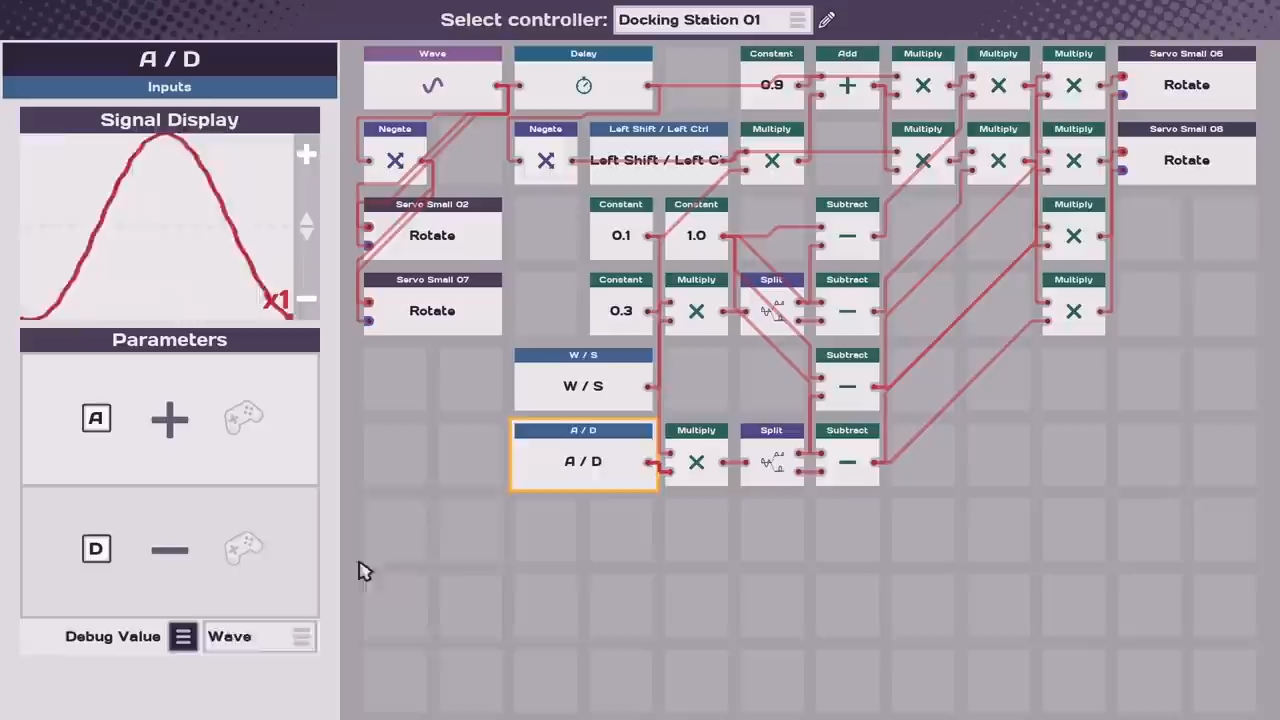 Select controller: Docking Station 01
A / D
Inputs
Signal Display
x1
Parameters
A
D
Debug Value Wave
Wave Delay Constant Add Multiply Multiply Multiply Servo Small 06
0.9 Rotate
Negate Negate Left Shift / Left Ctrl Multiply Multiply Multiply Multiply Servo Small 08
Left Shift / Left C Rotate
Servo Small 02 Constant Constant Subtract Multiply
Rotate 0.1 1.0
Servo Small 07 Constant Multiply Split Subtract Multiply
Rotate 0.3
W / S Subtract
W / S
A / D Multiply Split Subtract
A / D